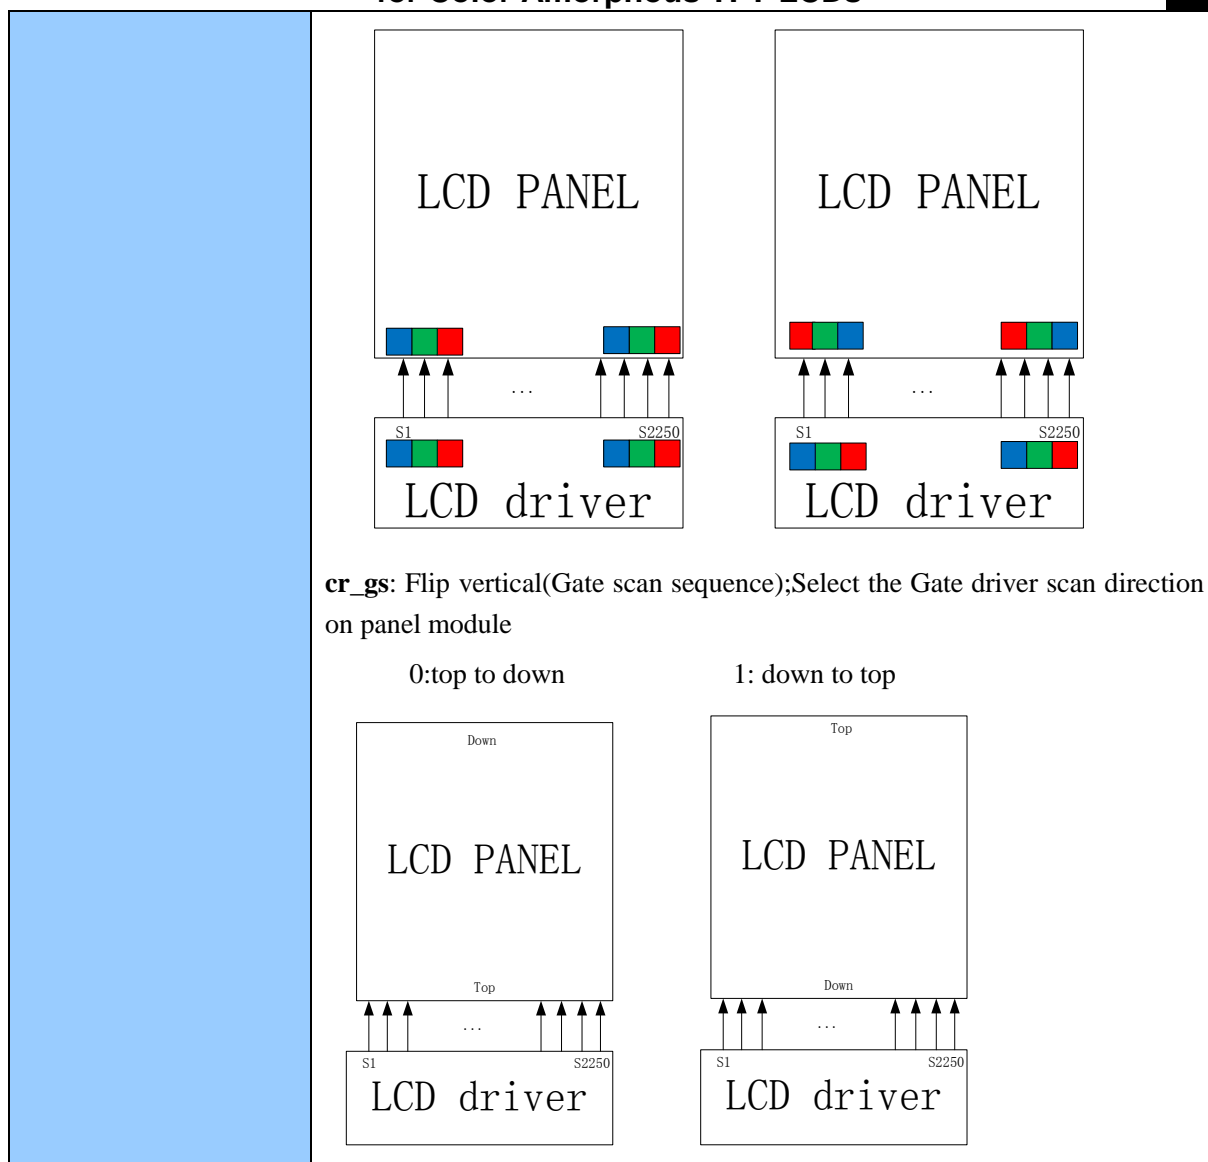 for Color Amorphous TFT LCDs
LCD PANEL
LCD PANEL
...
...
S1
S2250
S1
S2250
LCD driver
LCD driver
cr_gs: Flip vertical(Gate scan sequence);Select the Gate driver scan direction
on panel module
0:top to down
1: down to top
Down
Top
LCD PANEL
LCD PANEL
Top
Down
...
...
S1
S2250
S1
S2250
LCD driver
LCD driver